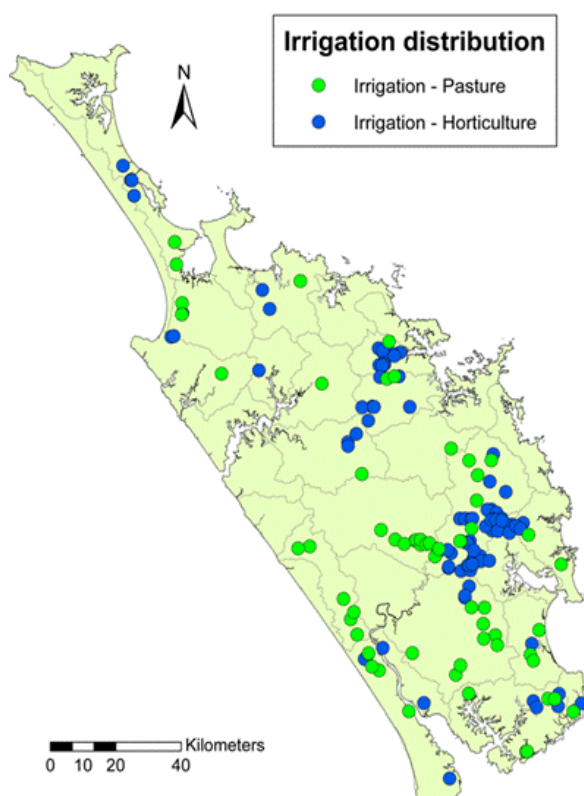 Irrigation distribution
Irrigation - Pasture
Irrigation - Horticulture
N
Kilometers
0 10 20 40